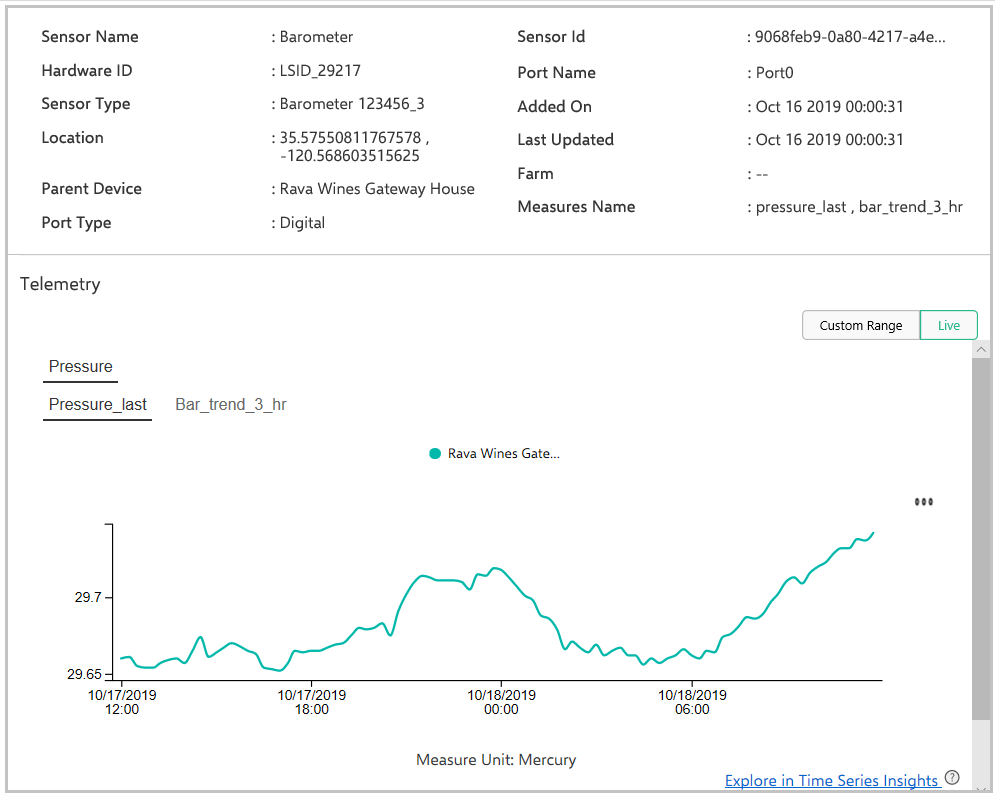 Sensor Name : Barometer
Hardware ID : LSID_29217
Sensor Type : Barometer 123456_3
Location : 35.57550811767578 ,
-120.568603515625
Parent Device : Rava Wines Gateway House
Port Type : Digital
Sensor Id : 9068feb9-0a80-4217-a4e...
Port Name : Port0
Added On : Oct 16 2019 00:00:31
Last Updated : Oct 16 2019 00:00:31
Farm : --
Measures Name : pressure_last , bar_trend_3_hr
Telemetry
Custom Range Live
Pressure
Pressure_last Bar_trend_3_hr
Rava Wines Gate...
29.7
29.65
10/17/2019 10/17/2019 10/18/2019 10/18/2019
12:00 18:00 00:00 06:00
Measure Unit: Mercury
Explore in Time Series Insights ?